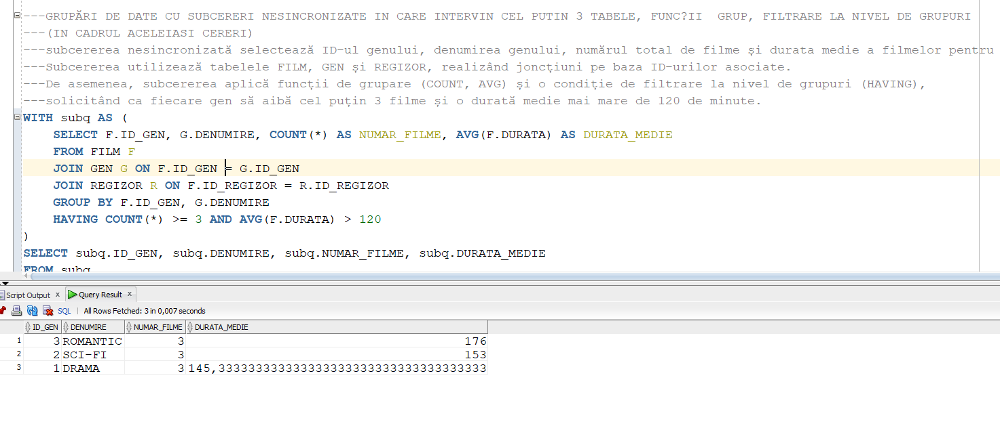 ---GRUPĂRI DE DATE CU SUBCERERI NESINCRONIZATE IN CARE INTERVIN CEL PUTIN 3 TABELE, FUNC?II  GRUP, FILTRARE LA NIVEL DE GRUPURI
---(IN CADRUL ACELEIASI CERERI)
---subcererea nesincronizată selectează ID-ul genului, denumirea genului, numărul total de filme și durata medie a filmelor pentru
---Subcererea utilizează tabelele FILM, GEN și REGIZOR, realizând joncțiuni pe baza ID-urilor asociate.
---De asemenea, subcererea aplică funcții de grupare (COUNT, AVG) și o condiție de filtrare la nivel de grupuri (HAVING),
---solicitând ca fiecare gen să aibă cel puțin 3 filme și o durată medie mai mare de 120 de minute.
WITH subq AS (
    SELECT F.ID_GEN, G.DENUMIRE, COUNT(*) AS NUMAR_FILME, AVG(F.DURATA) AS DURATA_MEDIE
    FROM FILM F
    JOIN GEN G ON F.ID_GEN = G.ID_GEN
    JOIN REGIZOR R ON F.ID_REGIZOR = R.ID_REGIZOR
    GROUP BY F.ID_GEN, G.DENUMIRE
    HAVING COUNT(*) >= 3 AND AVG(F.DURATA) > 120
)
SELECT subq.ID_GEN, subq.DENUMIRE, subq.NUMAR_FILME, subq.DURATA_MEDIE
FROM subq
Script Output x Query Result x
SQL | All Rows Fetched: 3 in 0,007 seconds
ID_GEN DENUMIRE NUMAR_FILME DURATA_MEDIE
1 3 ROMANTIC 3 176
2 2 SCI-FI 3 153
3 1 DRAMA 3 145,333333333333333333333333333333333333